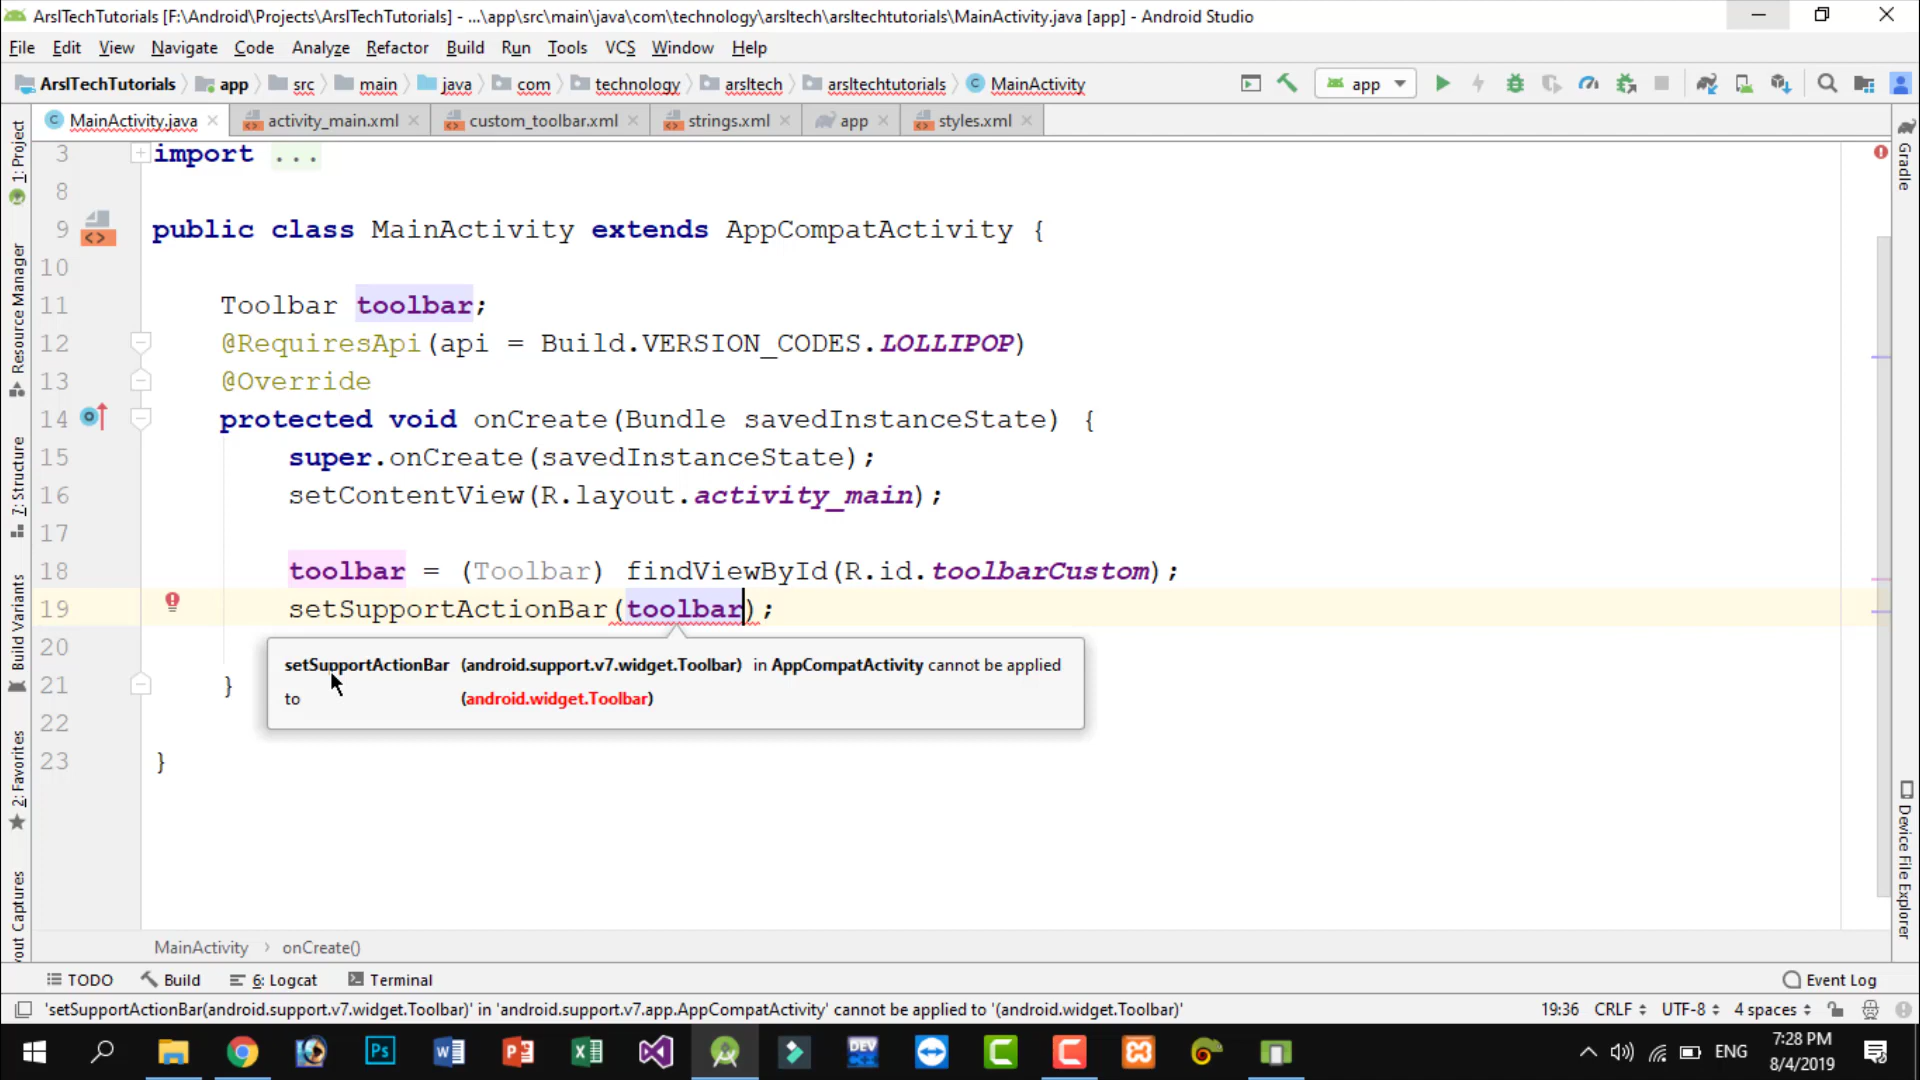 ArslTechTutorials [F:\Android\Projects\ArslTechTutorials] - ...\app\src\main\java\com\technology\arsltech\arsltechtutorials\MainActivity.java [app] - Android Studio
File Edit View Navigate Code Analyze Refactor Build Run Tools VCS Window Help
ArslTechTutorials app src main java com technology arsltech arsltechtutorials MainActivity app
MainActivity.java activity_main.xml custom_toolbar.xml strings.xml app styles.xml
1: Project
Resource Manager
7: Structure
Build Variants
2: Favorites
out Captures
Gradle
Device File Explorer
3 import ...
8
9 public class MainActivity extends AppCompatActivity {
10
11 Toolbar toolbar;
12 @RequiresApi(api = Build.VERSION_CODES.LOLLIPOP)
13 @Override
14 protected void onCreate(Bundle savedInstanceState) {
15 super.onCreate(savedInstanceState);
16 setContentView(R.layout.activity_main);
17
18 toolbar = (Toolbar) findViewById(R.id.toolbarCustom);
19 setSupportActionBar(toolbar);
20
setSupportActionBar (android.support.v7.widget.Toolbar) in AppCompatActivity cannot be applied
to (android.widget.Toolbar)
21 }
22
23 }
MainActivity › onCreate()
TODO Build 6: Logcat Terminal Event Log
'setSupportActionBar(android.support.v7.widget.Toolbar)' in 'android.support.v7.app.AppCompatActivity' cannot be applied to '(android.widget.Toolbar)' 19:36 CRLF UTF-8 4 spaces
Ps DEV C++ ENG 7:28 PM
8/4/2019